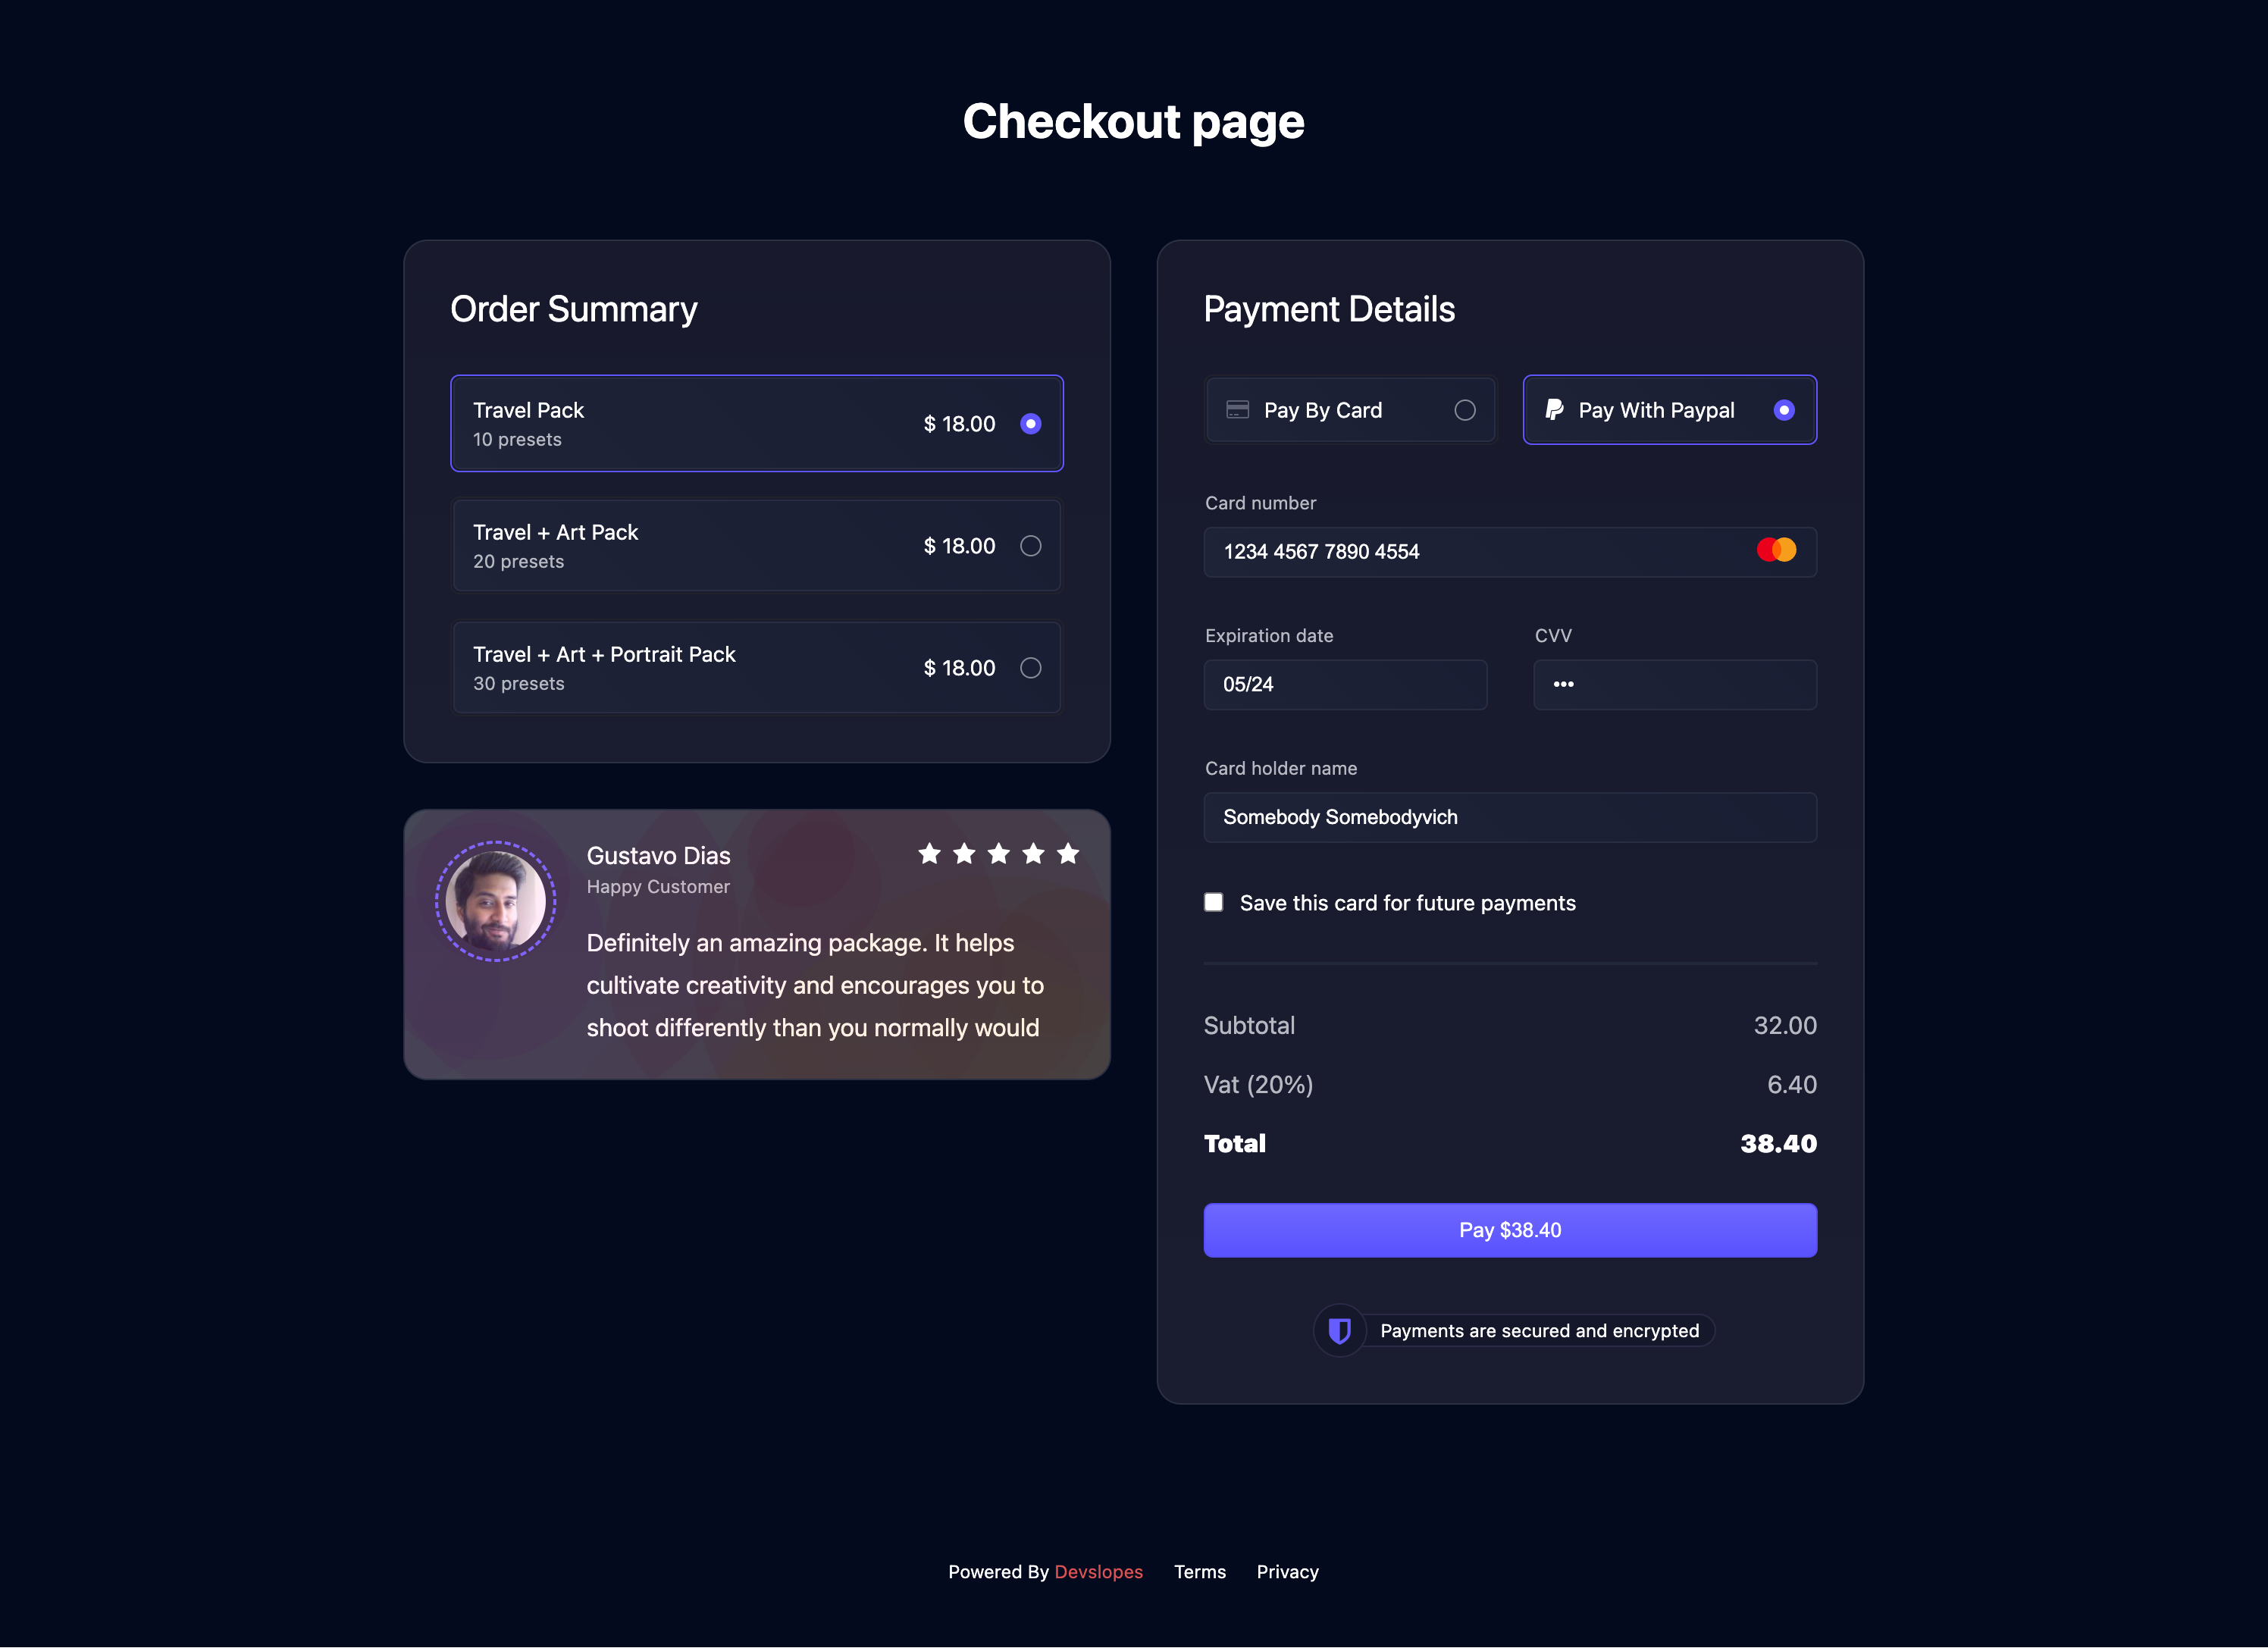 Checkout page
Order Summary
Travel Pack
10 presets
$ 18.00
Travel + Art Pack
20 presets
$ 18.00
Travel + Art + Portrait Pack
30 presets
$ 18.00
Gustavo Dias
Happy Customer
Definitely an amazing package. It helps
cultivate creativity and encourages you to
shoot differently than you normally would
Payment Details
Pay By Card
Pay With Paypal
Card number
1234 4567 7890 4554
Expiration date
CVV
05/24
•••
Card holder name
Somebody Somebodyvich
Save this card for future payments
Subtotal 32.00
Vat (20%) 6.40
Total 38.40
Pay $38.40
Payments are secured and encrypted
Powered By Devslopes Terms Privacy